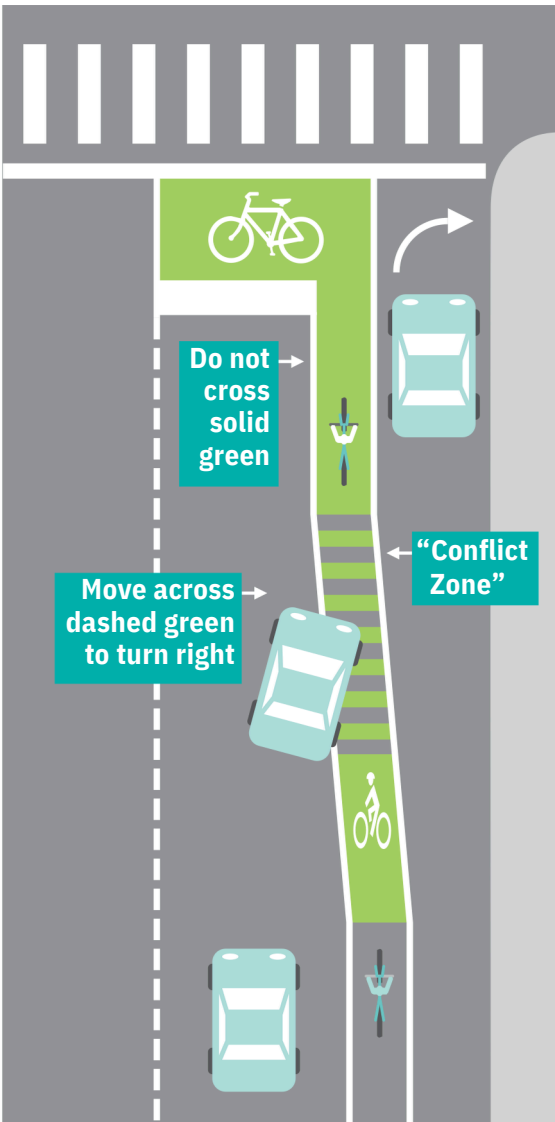 Do not
cross
solid
green
“Conflict
Zone”
Move across
dashed green
to turn right